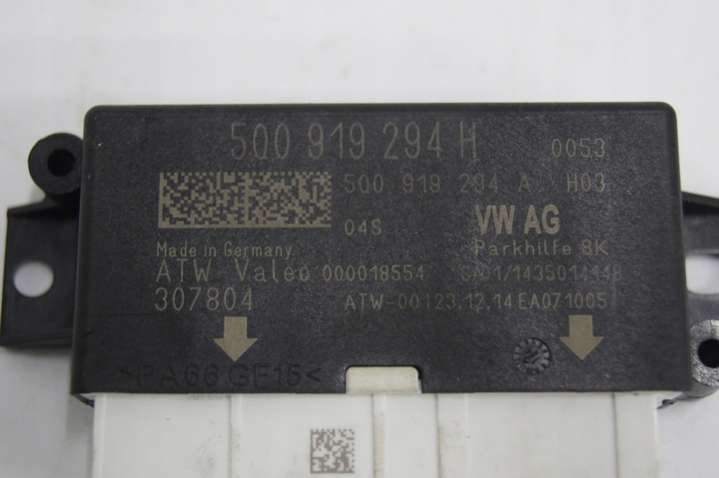 5Q0 919 294 H 0053
5Q0 919 294 A H03
04S VW AG
Made in Germany Parkhilfe 8K
ATW Valeo 000018554
307804 ATW-00123.12.14EA071005
>PA66 GF15<